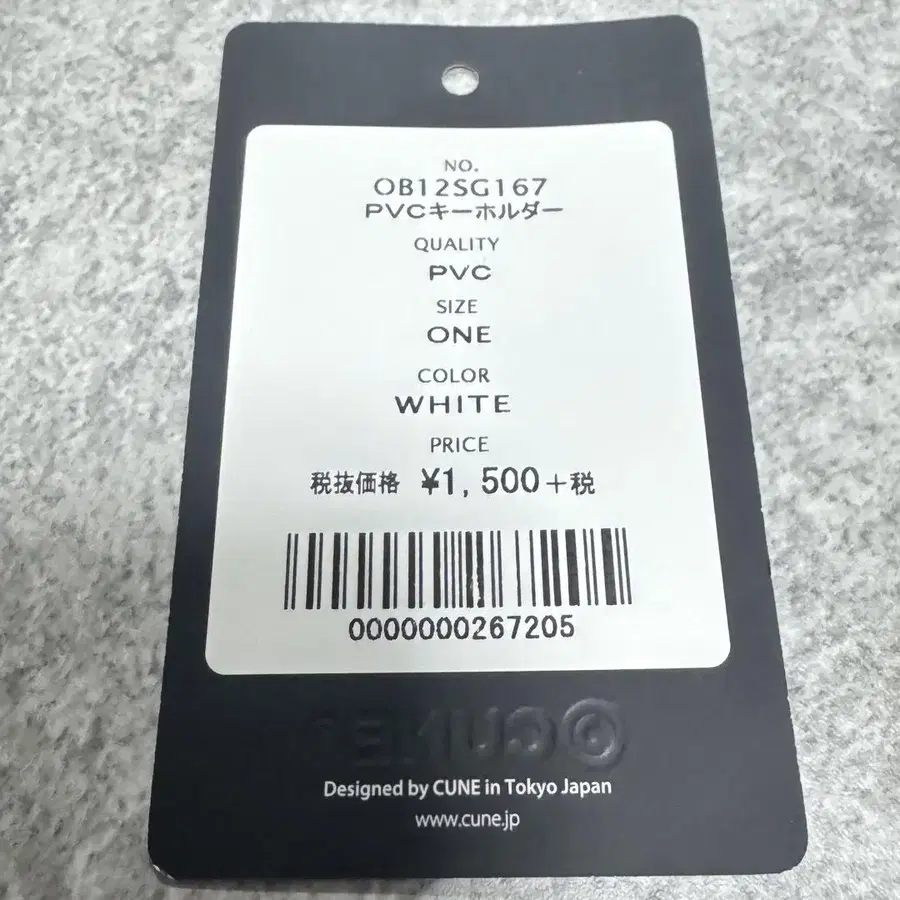 NO.
OB12SG167
PVCキーホルダー
QUALITY
PVC
SIZE
ONE
COLOR
WHITE
PRICE
税抜価格 ¥1,500+税
0000000267205
Designed by CUNE in Tokyo Japan
www.cune.jp